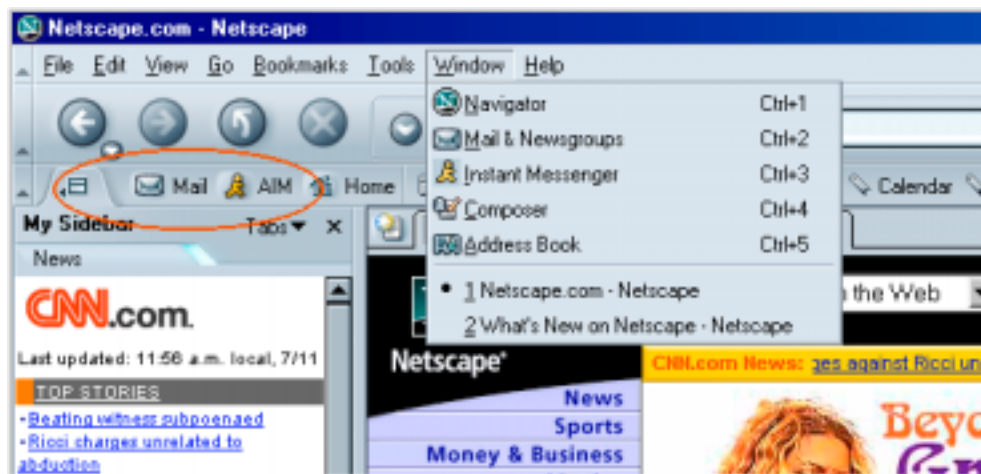 Netscape.com - Netscape
File Edit View Go Bookmarks Tools Window Help
Navigator Ctrl+1
Mail & Newsgroups Ctrl+2
Instant Messenger Ctrl+3
Composer Ctrl+4
Address Book Ctrl+5
1 Netscape.com - Netscape
2 What's New on Netscape - Netscape
Mail AIM Home Calendar
My Sidebar Tabs
News
CNN.com.
Last updated: 11:56 a.m. local, 7/11
TOP STORIES
Beating witness subpoenaed
Ricci charges unrelated to
abduction
the Web
Netscape
CNN.com News: ges against Ricci un
News
Sports
Money & Business
Beyo